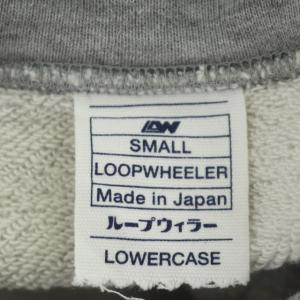 LW
SMALL
LOOPWHEELER
Made in Japan
ループウィラー
LOWERCASE